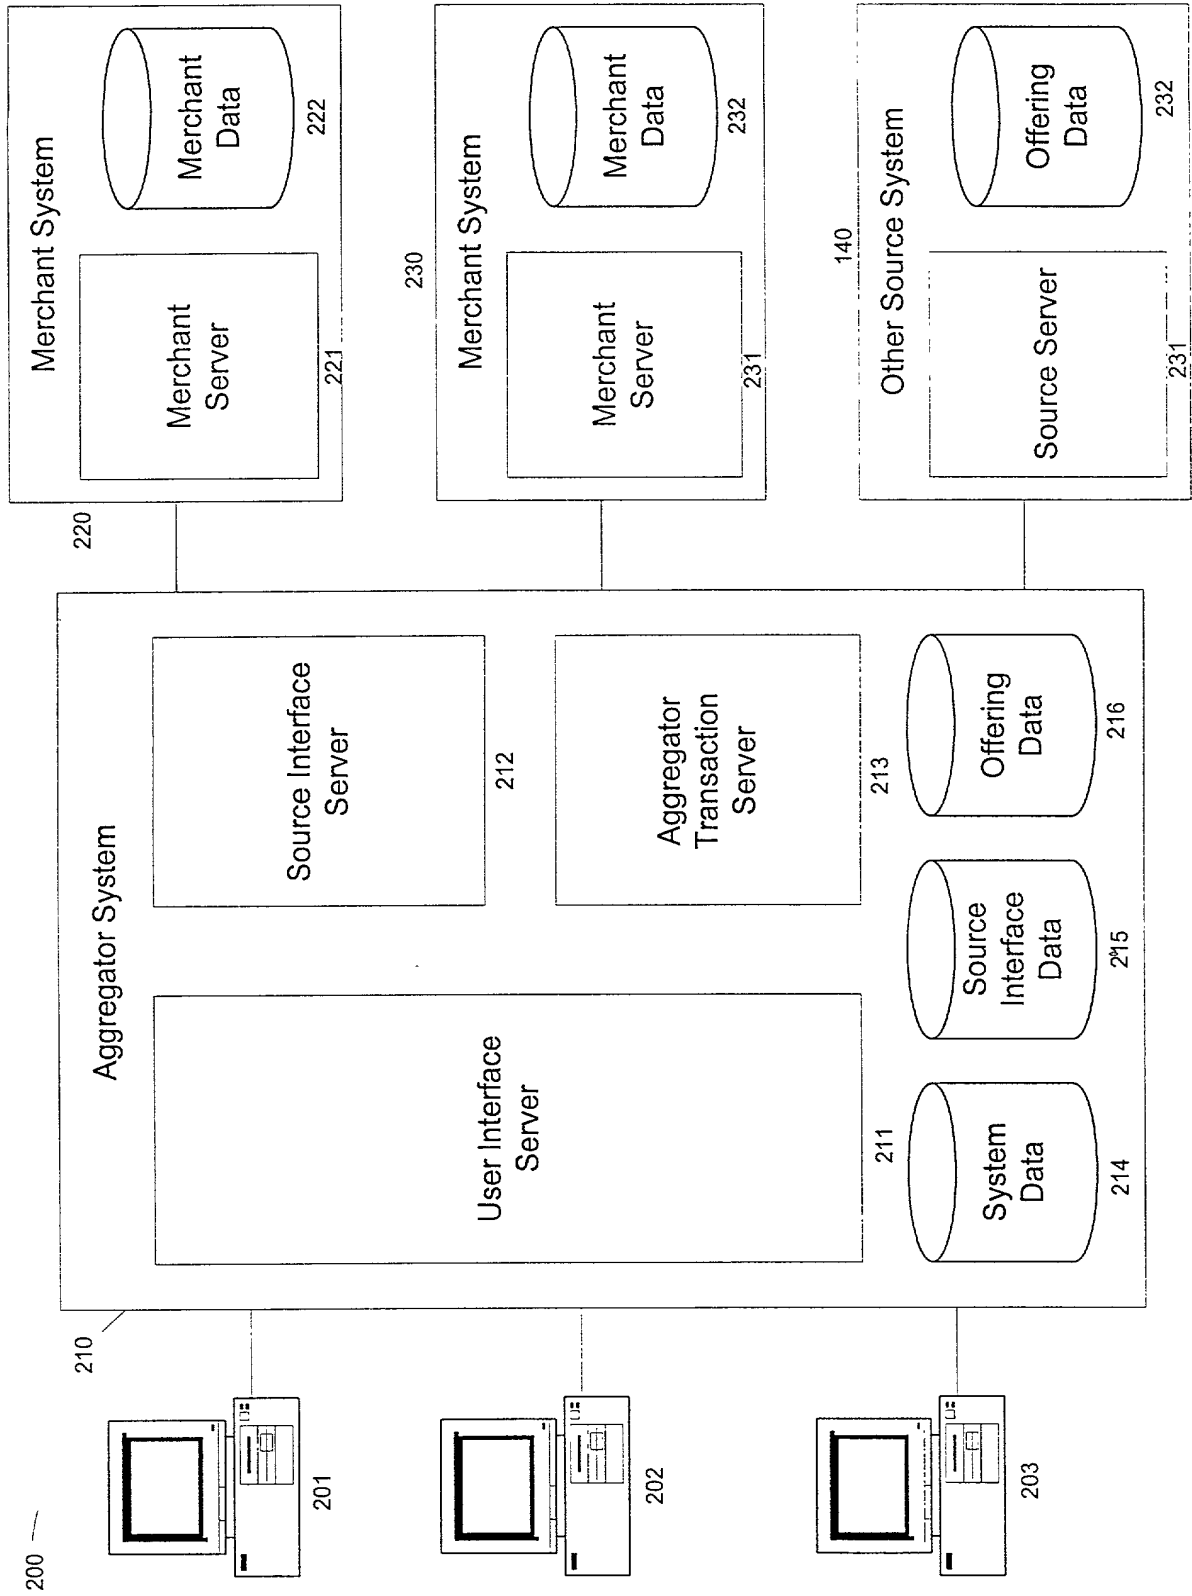 200
201
202
203
210
Aggregator System
User Interface
Server
211
Source Interface
Server
212
Aggregator
Transaction
Server
213
System
Data
214
Source
Interface
Data
215
Offering
Data
216
220
Merchant System
Merchant
Server
221
Merchant
Data
222
230
Merchant System
Merchant
Server
231
Merchant
Data
232
140
Other Source System
Source Server
231
Offering
Data
232